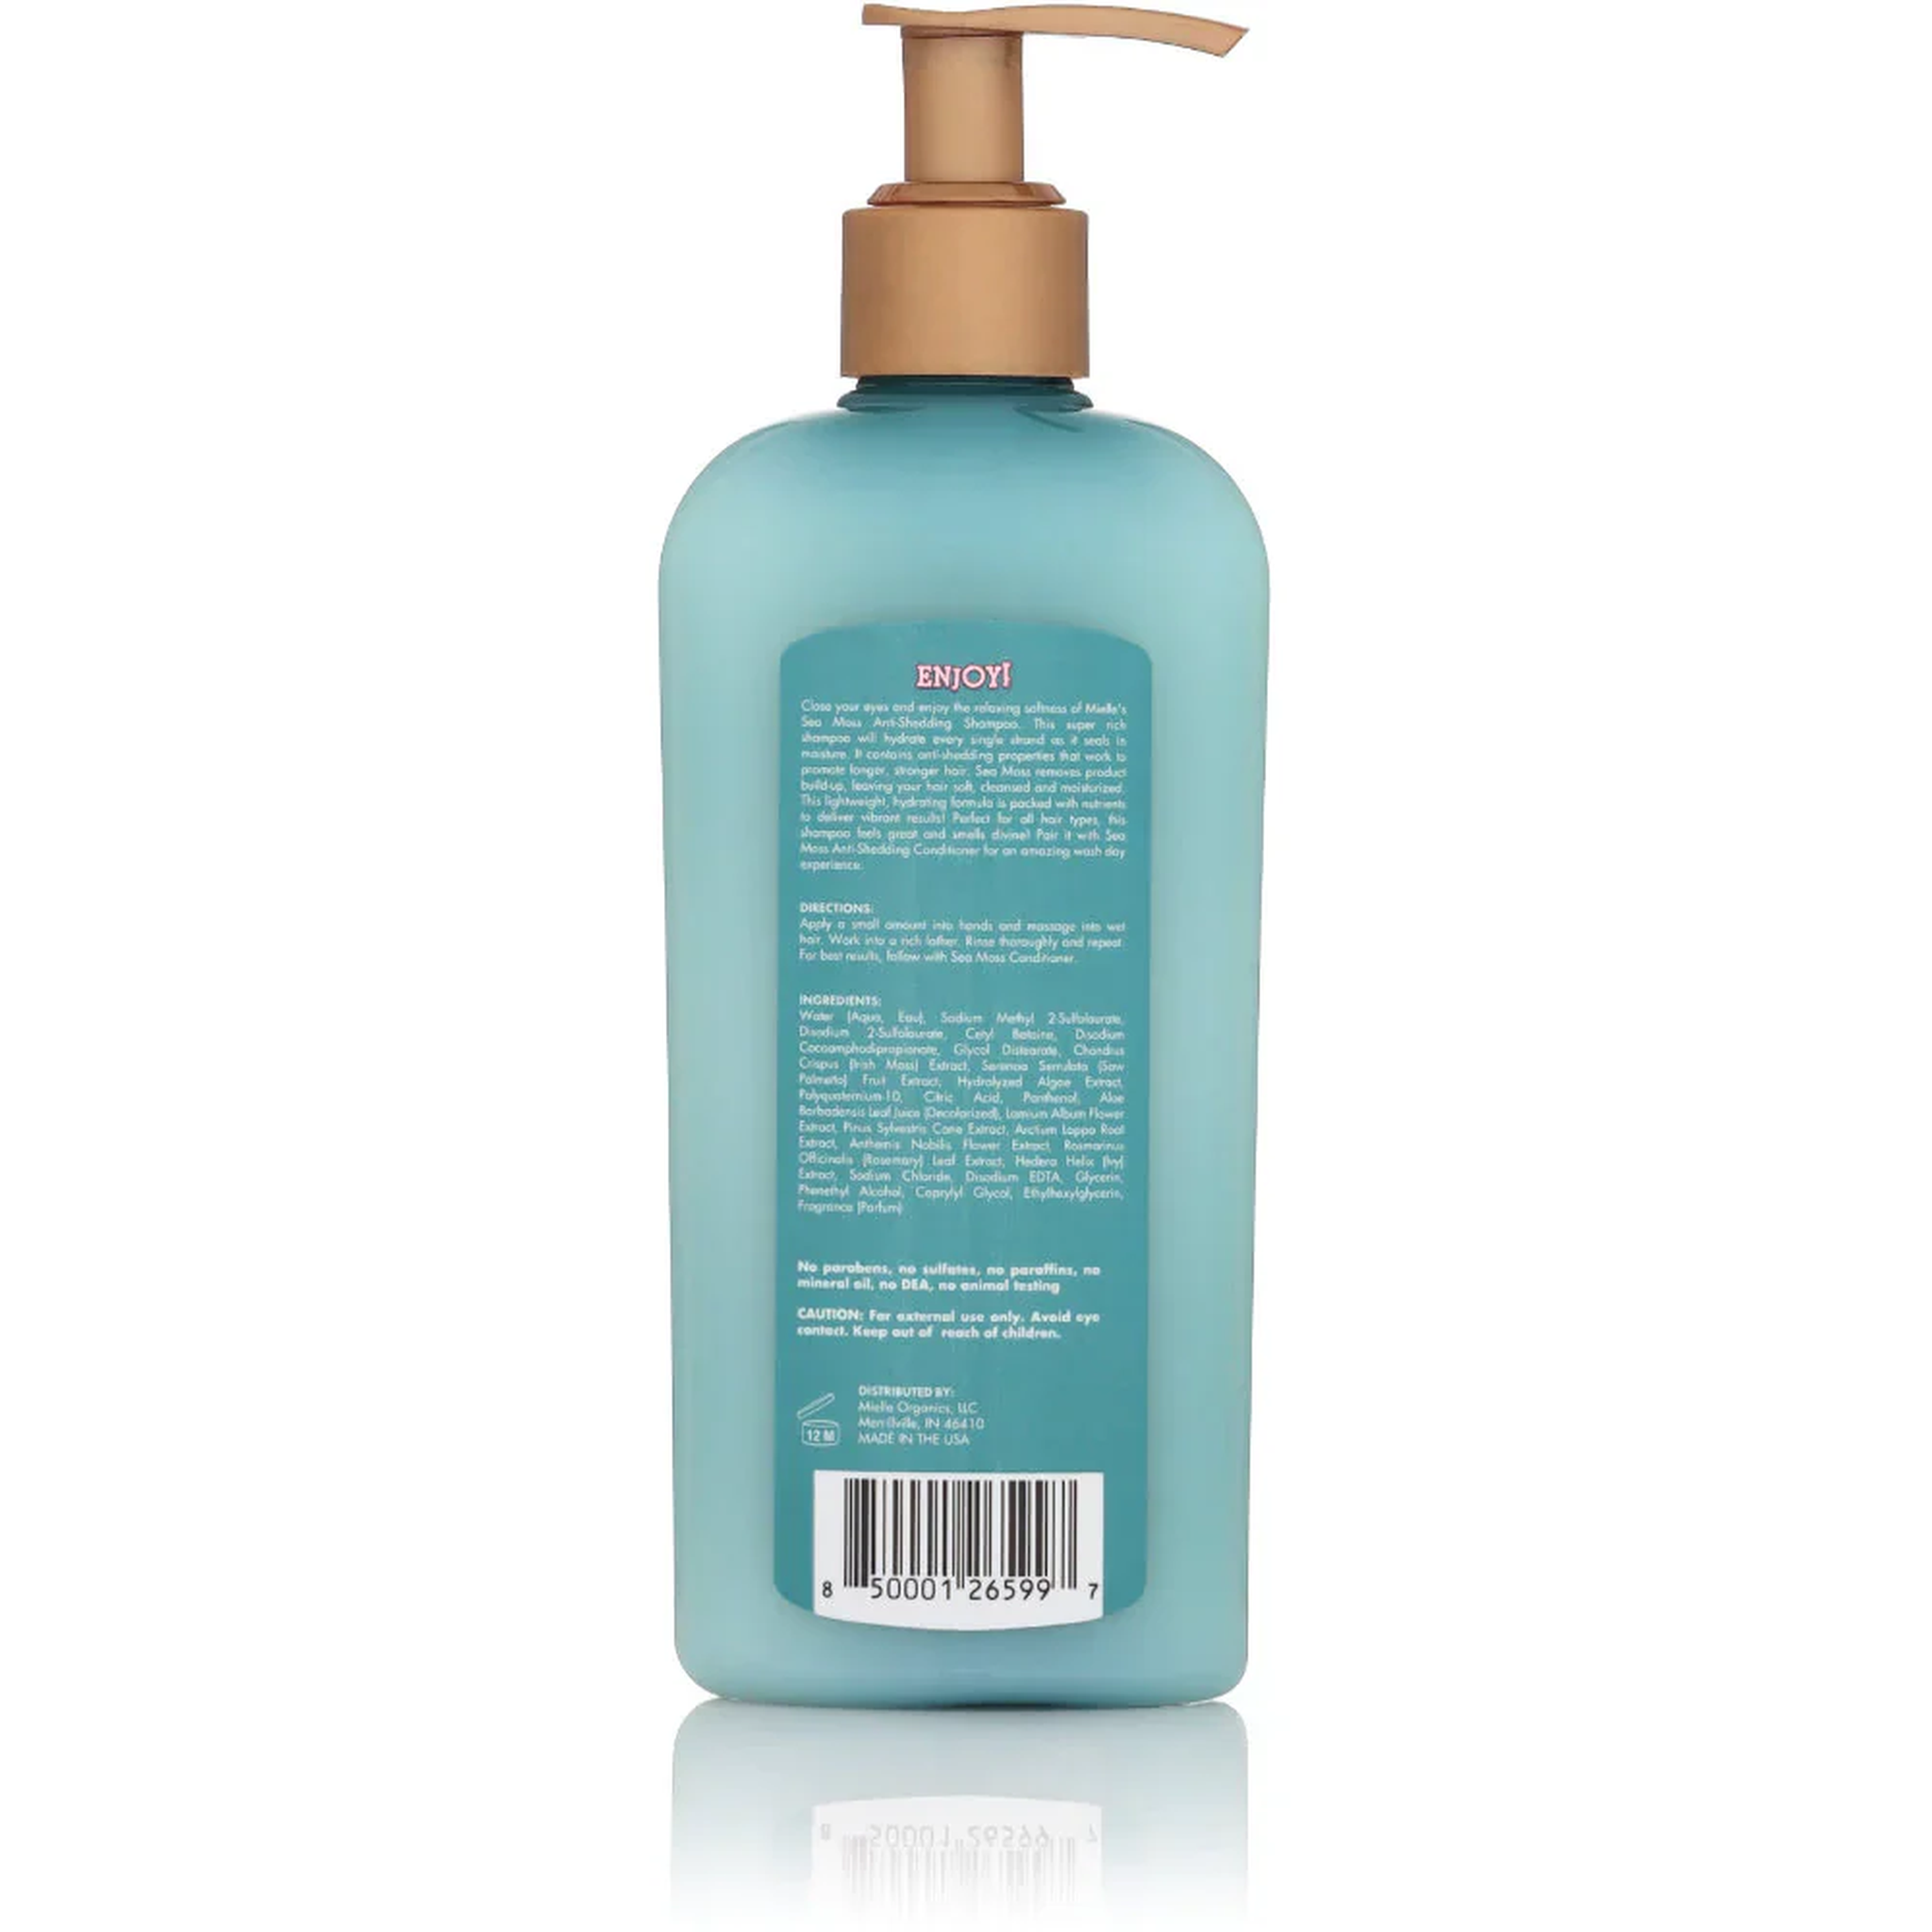 ENJOY!
Close your eyes and enjoy the relaxing softness of Mielle's
Sea Moss Anti-Shedding Shampoo. This super rich
shampoo will hydrate every single strand as it seals in
moisture. It contains anti-shedding properties that work to
promote longer, stronger hair. Sea Moss removes product
build-up, leaving your hair soft, cleansed and moisturized.
This lightweight, hydrating formula is packed with nutrients
to deliver vibrant results! Perfect for all hair types, this
shampoo feels great and smells divine! Pair it with Sea
Moss Anti-Shedding Conditioner for an amazing wash day
experience.
DIRECTIONS:
Apply a small amount into hands and massage into wet
hair. Work into a rich lather. Rinse thoroughly and repeat.
For best results, follow with Sea Moss Conditioner.
INGREDIENTS:
Water (Aqua, Eau), Sodium Methyl 2-Sulfolaurate,
Disodium 2-Sulfolaurate, Cetyl Betaine, Disodium
Cocoamphodipropionate, Glycol Distearate, Chondrus
Crispus (Irish Moss) Extract, Serenoa Serrulata (Saw
Palmetto) Fruit Extract, Hydrolyzed Algae Extract,
Polyquaternium-10, Citric Acid, Panthenol, Aloe
Barbadensis Leaf Juice (Decolorized), Lamium Album Flower
Extract, Pinus Sylvestris Cone Extract, Arctium Lappa Root
Extract, Anthemis Nobilis Flower Extract, Rosmarinus
Officinalis (Rosemary) Leaf Extract, Hedera Helix (Ivy)
Extract, Sodium Chloride, Disodium EDTA, Glycerin,
Phenethyl Alcohol, Caprylyl Glycol, Ethylhexylglycerin,
Fragrance (Parfum)
No parabens, no sulfates, no paraffins, no
mineral oil, no DEA, no animal testing
CAUTION: For external use only. Avoid eye
contact. Keep out of reach of children.
DISTRIBUTED BY:
Mielle Organics, LLC
Merrillville, IN 46410
MADE IN THE USA
12 M
8 50001 26599 7